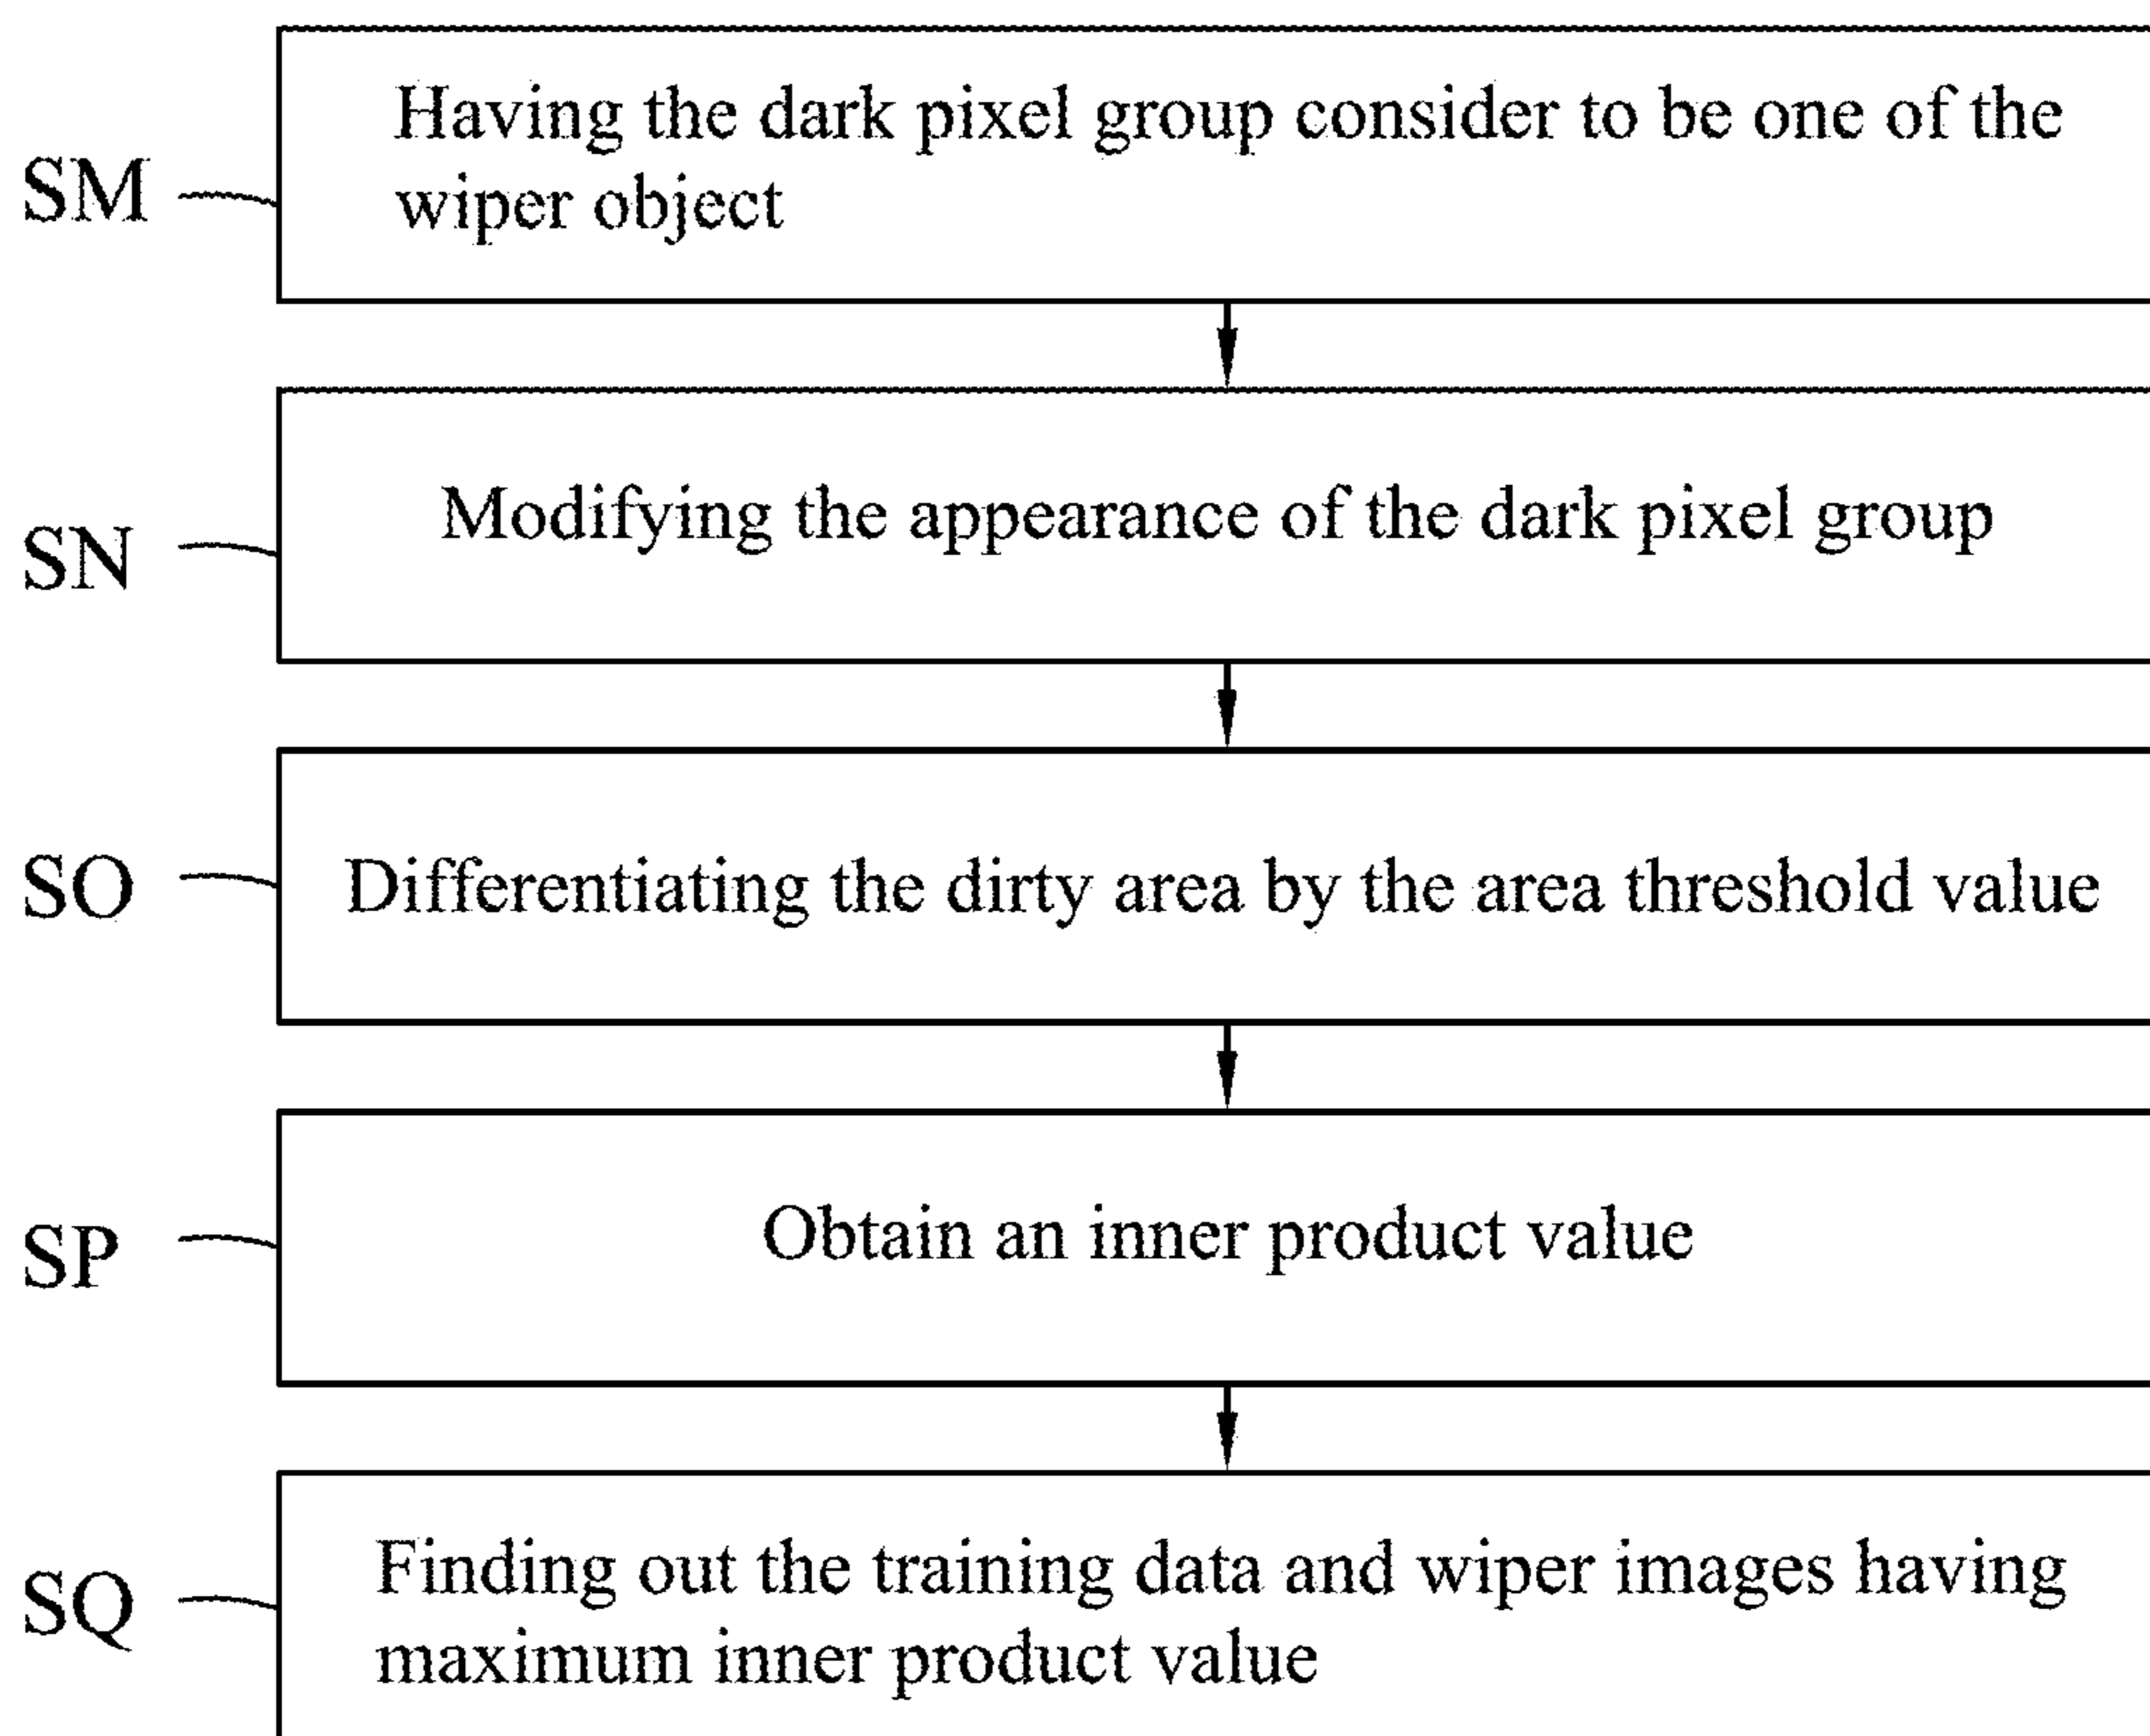 Having the dark pixel group consider to be one of the
wiper object
SM
Modifying the appearance of the dark pixel group
SN
Differentiating the dirty area by the area threshold value
SO
Obtain an inner product value
SP
Finding out the training data and wiper images having
maximum inner product value
SQ